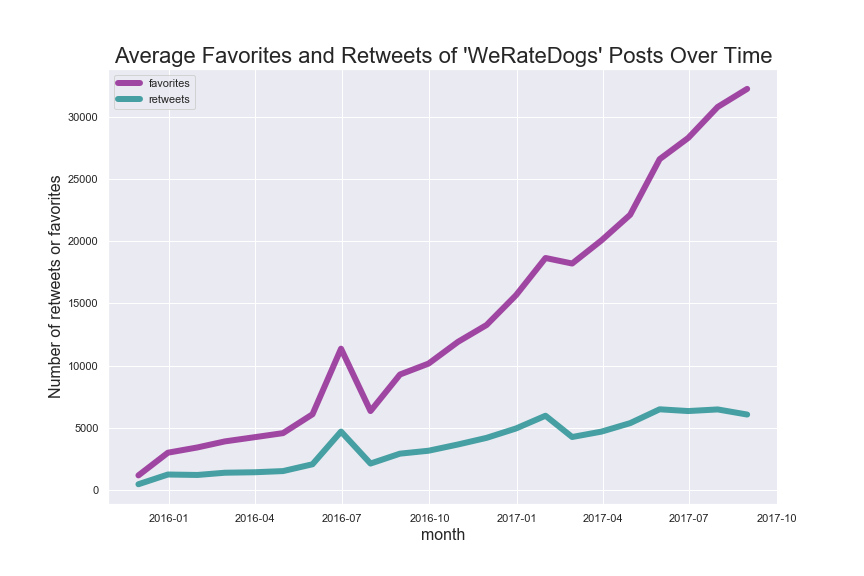 Average Favorites and Retweets of 'WeRateDogs' Posts Over Time
favorites
retweets
Number of retweets or favorites
30000
25000
20000
15000
10000
5000
0
2016-01 2016-04 2016-07 2016-10 2017-01 2017-04 2017-07 2017-10
month